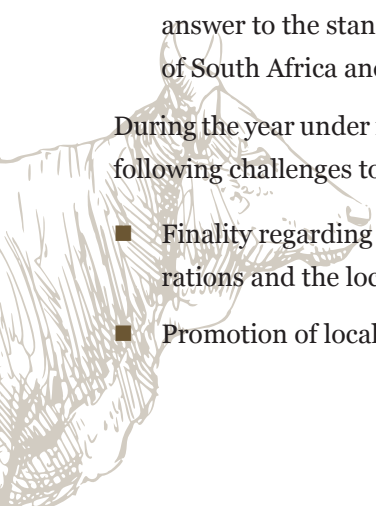 answer to the stan
of South Africa an
During the year under
following challenges to
■ Finality regarding
rations and the loc
■ Promotion of local